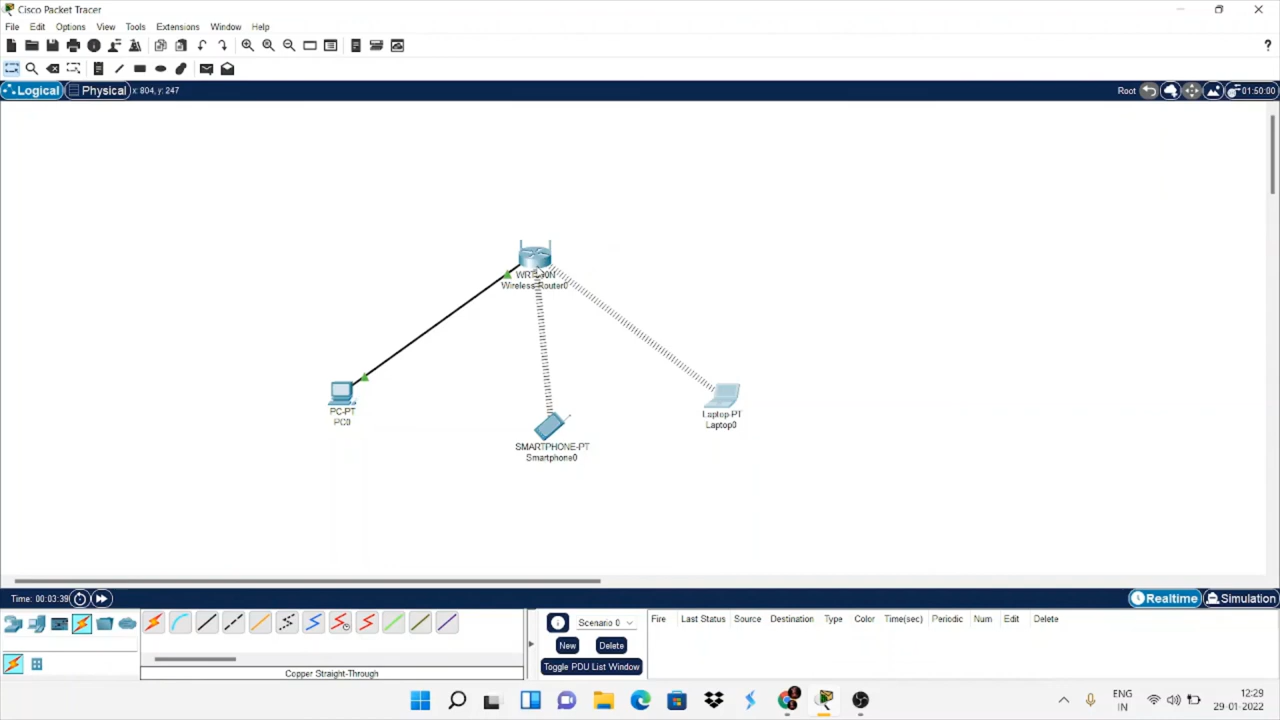 Cisco Packet Tracer
File Edit Options View Tools Extensions Window Help
?
Logical Physical x: 804, y: 247 Root 01:50:00
Wireless Router0
PC-PT
PC0
SMARTPHONE-PT
Smartphone0
Laptop-PT
Laptop0
Time: 00:03:39 Realtime Simulation
Scenario 0 Fire Last Status Source Destination Type Color Time(sec) Periodic Num Edit Delete
New Delete
Toggle PDU List Window
Copper Straight-Through
ENG 12:29
IN 29-01-2022